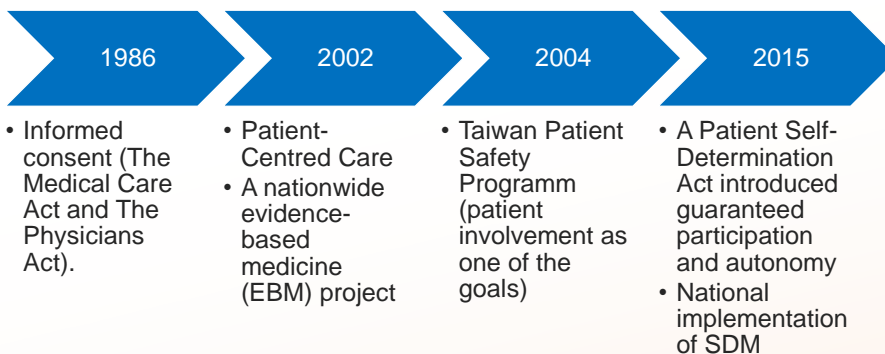 1986
2002
2004
2015
• Informed
consent (The
Medical Care
Act and The
Physicians
Act).
• Patient-
Centred Care
• A nationwide
evidence-
based
medicine
(EBM) project
• Taiwan Patient
Safety
Programm
(patient
involvement as
one of the
goals)
• A Patient Self-
Determination
Act introduced
guaranteed
participation
and autonomy
• National
implementation
of SDM